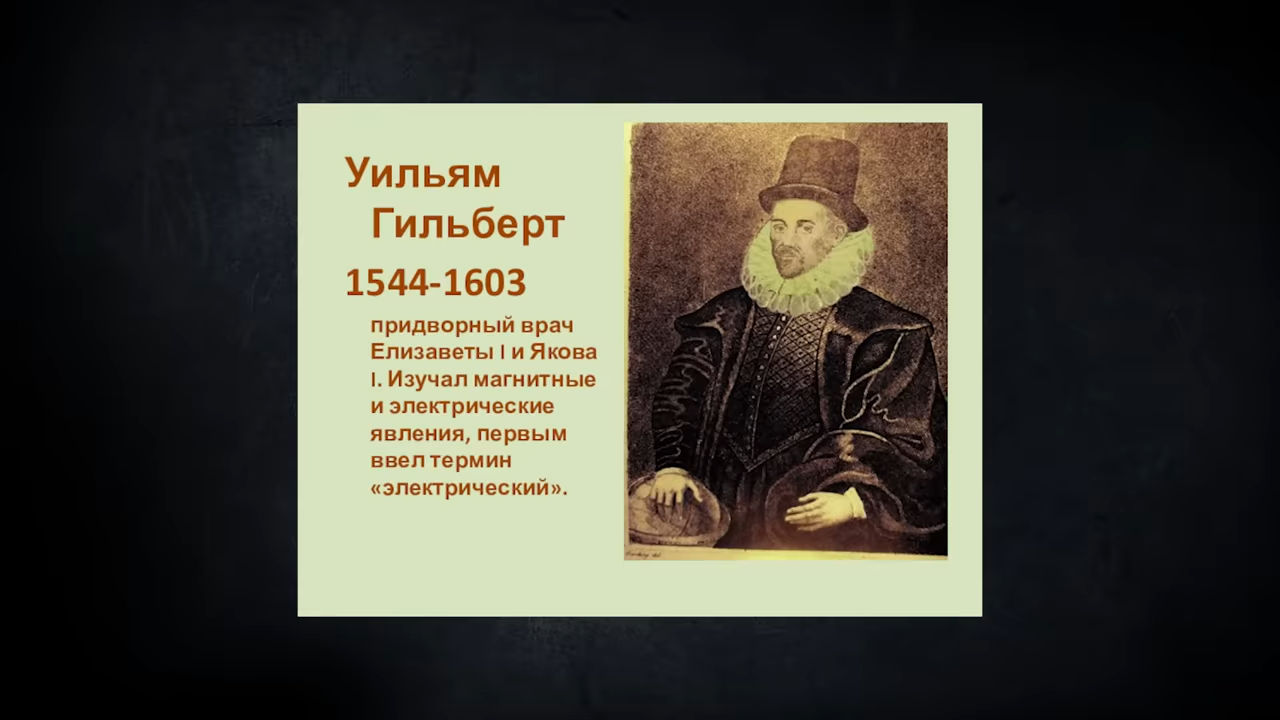 Уильям
Гильберт
1544-1603
придворный врач
Елизаветы I и Якова
I. Изучал магнитные
и электрические
явления, первым
ввел термин
«электрический».